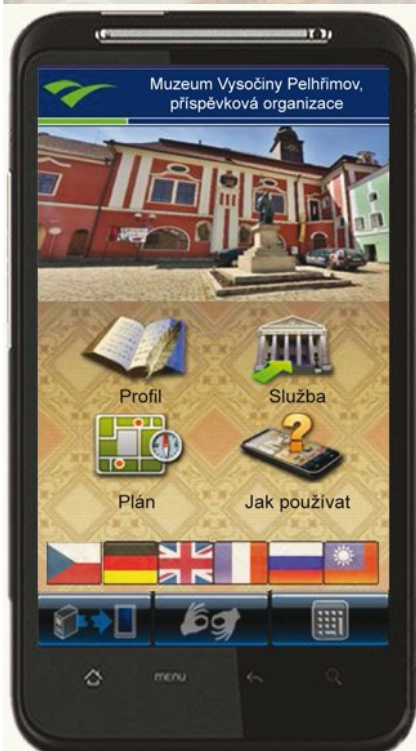 Muzeum Vysočiny Pelhřimov,
příspěvková organizace
Profil
Služba
Plán
Jak používat
MENU